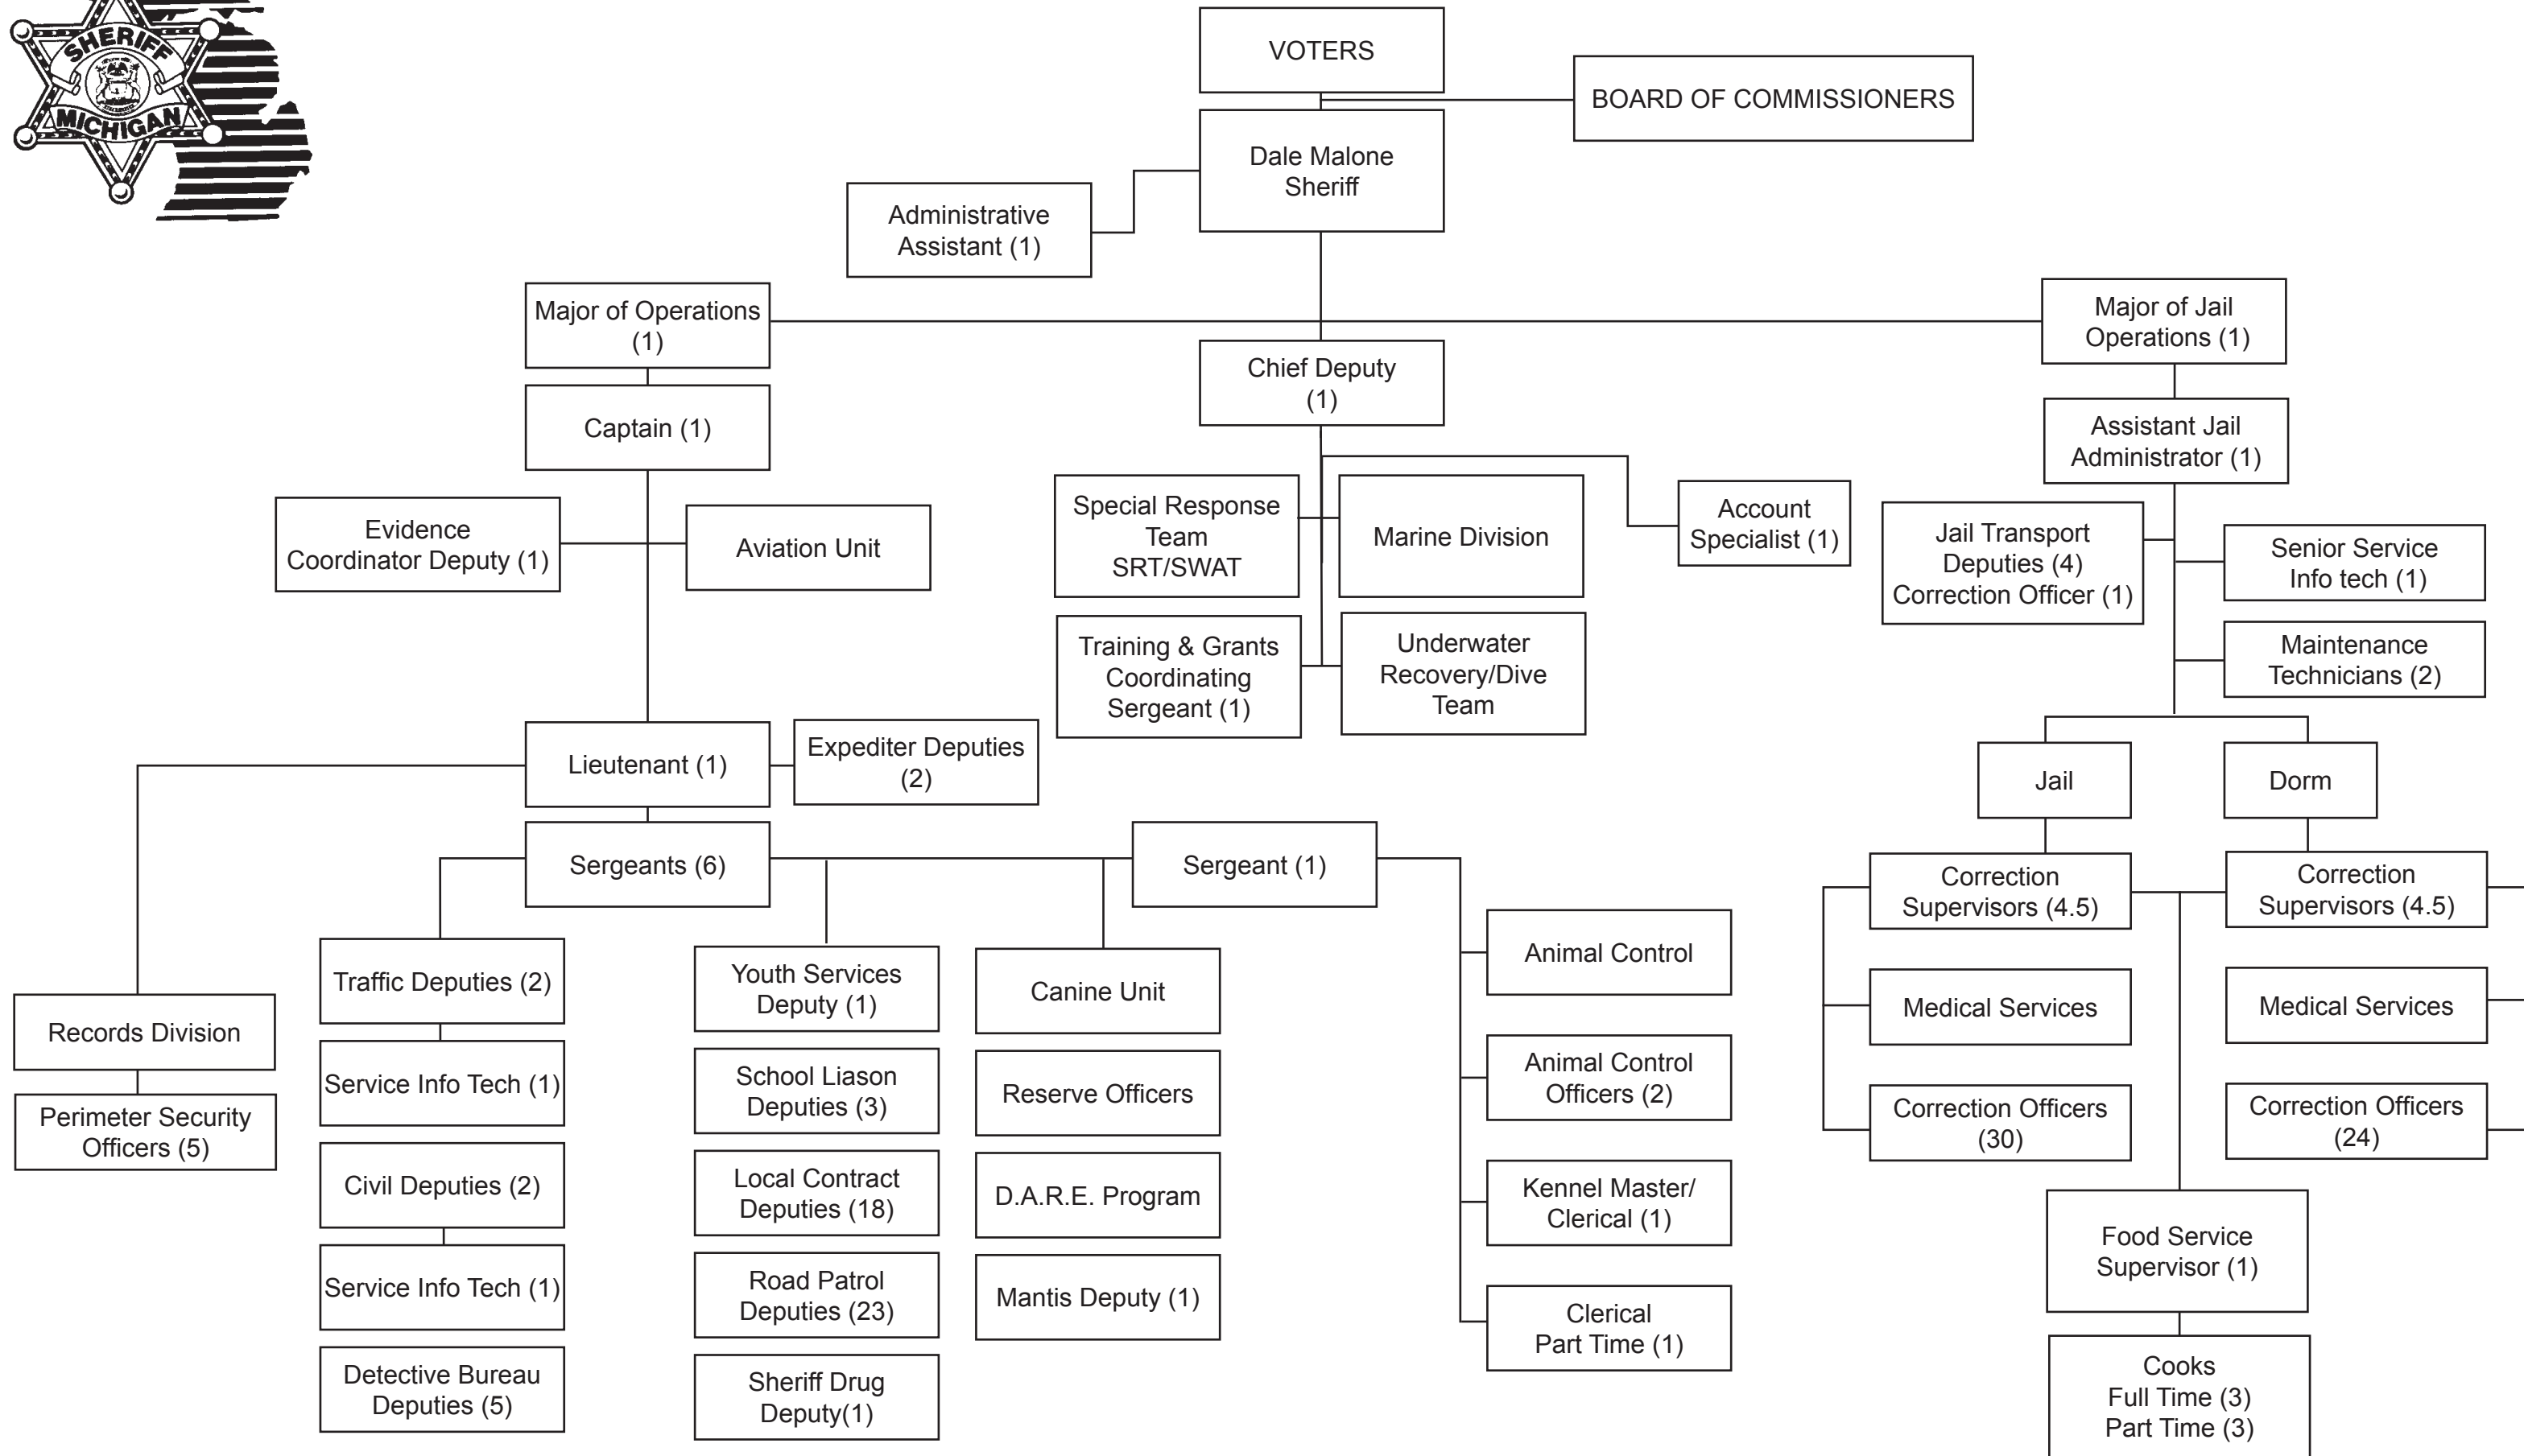 SHERIFF
MICHIGAN
VOTERS
BOARD OF COMMISSIONERS
Dale Malone
Sheriff
Administrative
Assistant (1)
Major of Operations
(1)
Major of Jail
Operations (1)
Chief Deputy
(1)
Captain (1)
Assistant Jail
Administrator (1)
Evidence
Coordinator Deputy (1)
Aviation Unit
Special Response
Team
SRT/SWAT
Marine Division
Account
Specialist (1)
Jail Transport
Deputies (4)
Correction Officer (1)
Senior Service
Info tech (1)
Training & Grants
Coordinating
Sergeant (1)
Underwater
Recovery/Dive
Team
Maintenance
Technicians (2)
Lieutenant (1)
Expediter Deputies
(2)
Jail
Dorm
Sergeants (6)
Sergeant (1)
Correction
Supervisors (4.5)
Correction
Supervisors (4.5)
Records Division
Perimeter Security
Officers (5)
Traffic Deputies (2)
Service Info Tech (1)
Civil Deputies (2)
Service Info Tech (1)
Detective Bureau
Deputies (5)
Youth Services
Deputy (1)
School Liason
Deputies (3)
Local Contract
Deputies (18)
Road Patrol
Deputies (23)
Sheriff Drug
Deputy(1)
Canine Unit
Reserve Officers
D.A.R.E. Program
Mantis Deputy (1)
Animal Control
Animal Control
Officers (2)
Kennel Master/
Clerical (1)
Clerical
Part Time (1)
Medical Services
Correction Officers
(30)
Medical Services
Correction Officers
(24)
Food Service
Supervisor (1)
Cooks
Full Time (3)
Part Time (3)